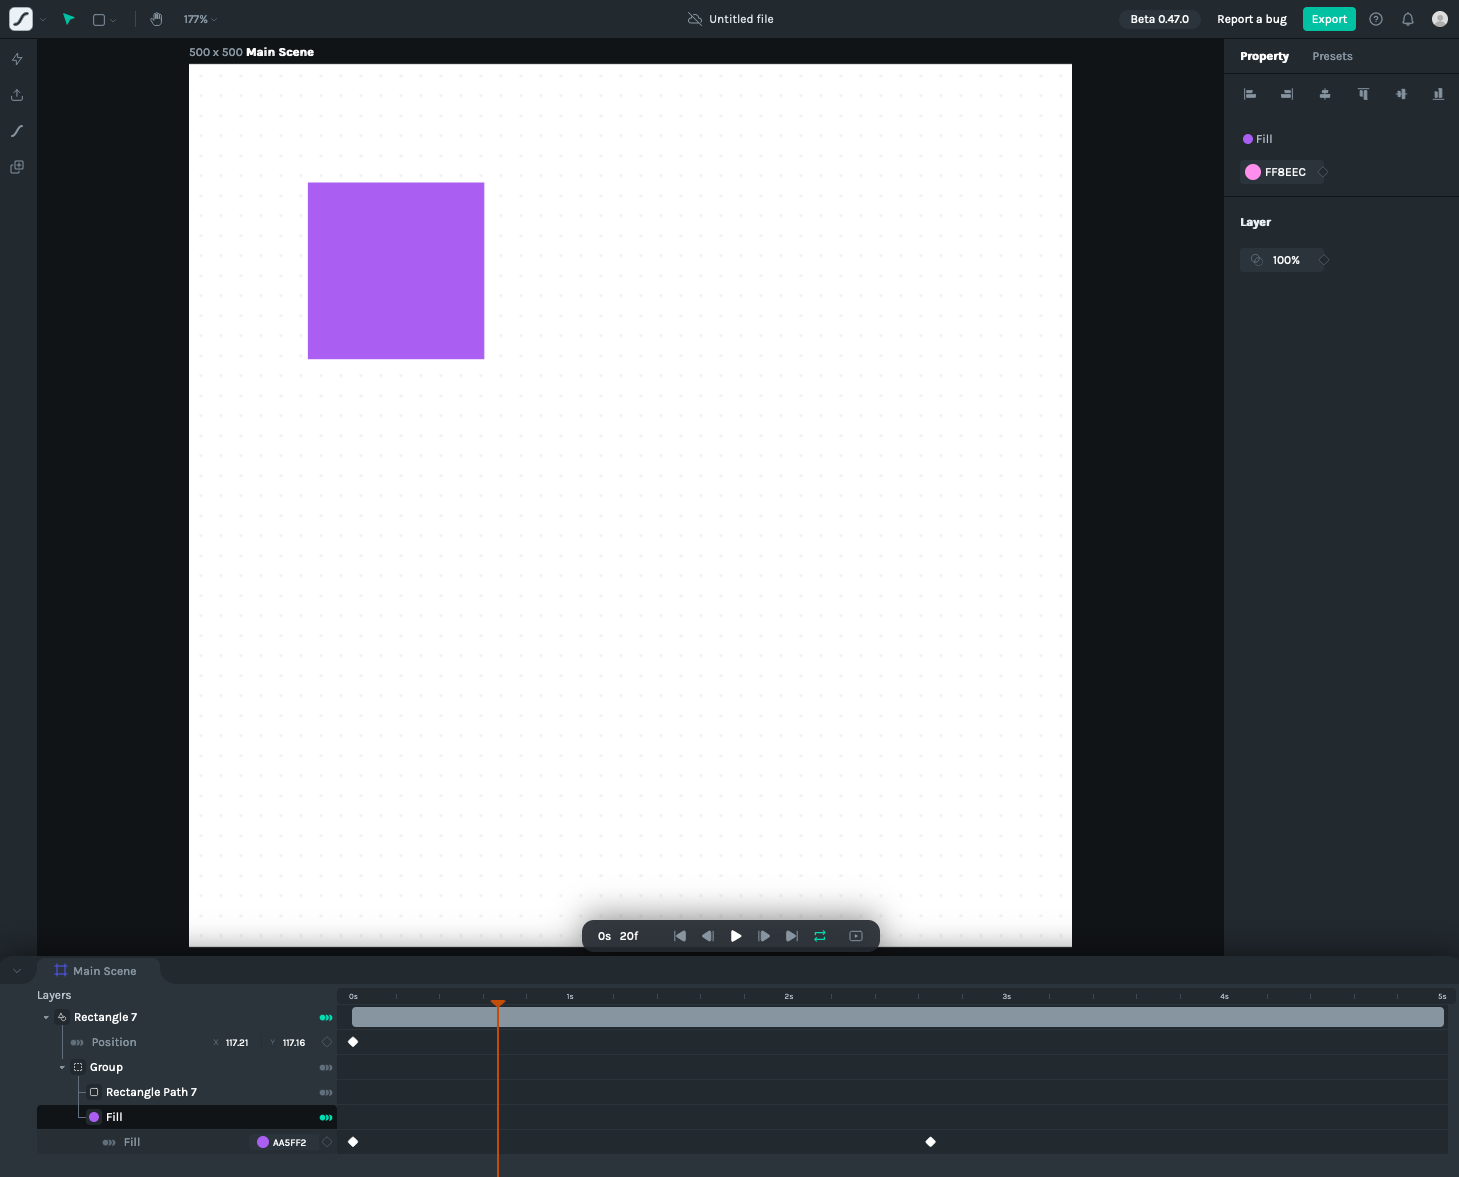 177%
Untitled file
Beta 0.47.0
Report a bug
Export
500 x 500 Main Scene
Property
Presets
Fill
FF8EEC
Layer
100%
0s 20f
Main Scene
Layers
0s 1s 2s 3s 4s 5s
Rectangle 7
Position X 117.21 Y 117.16
Group
Rectangle Path 7
Fill
Fill AA5FF2